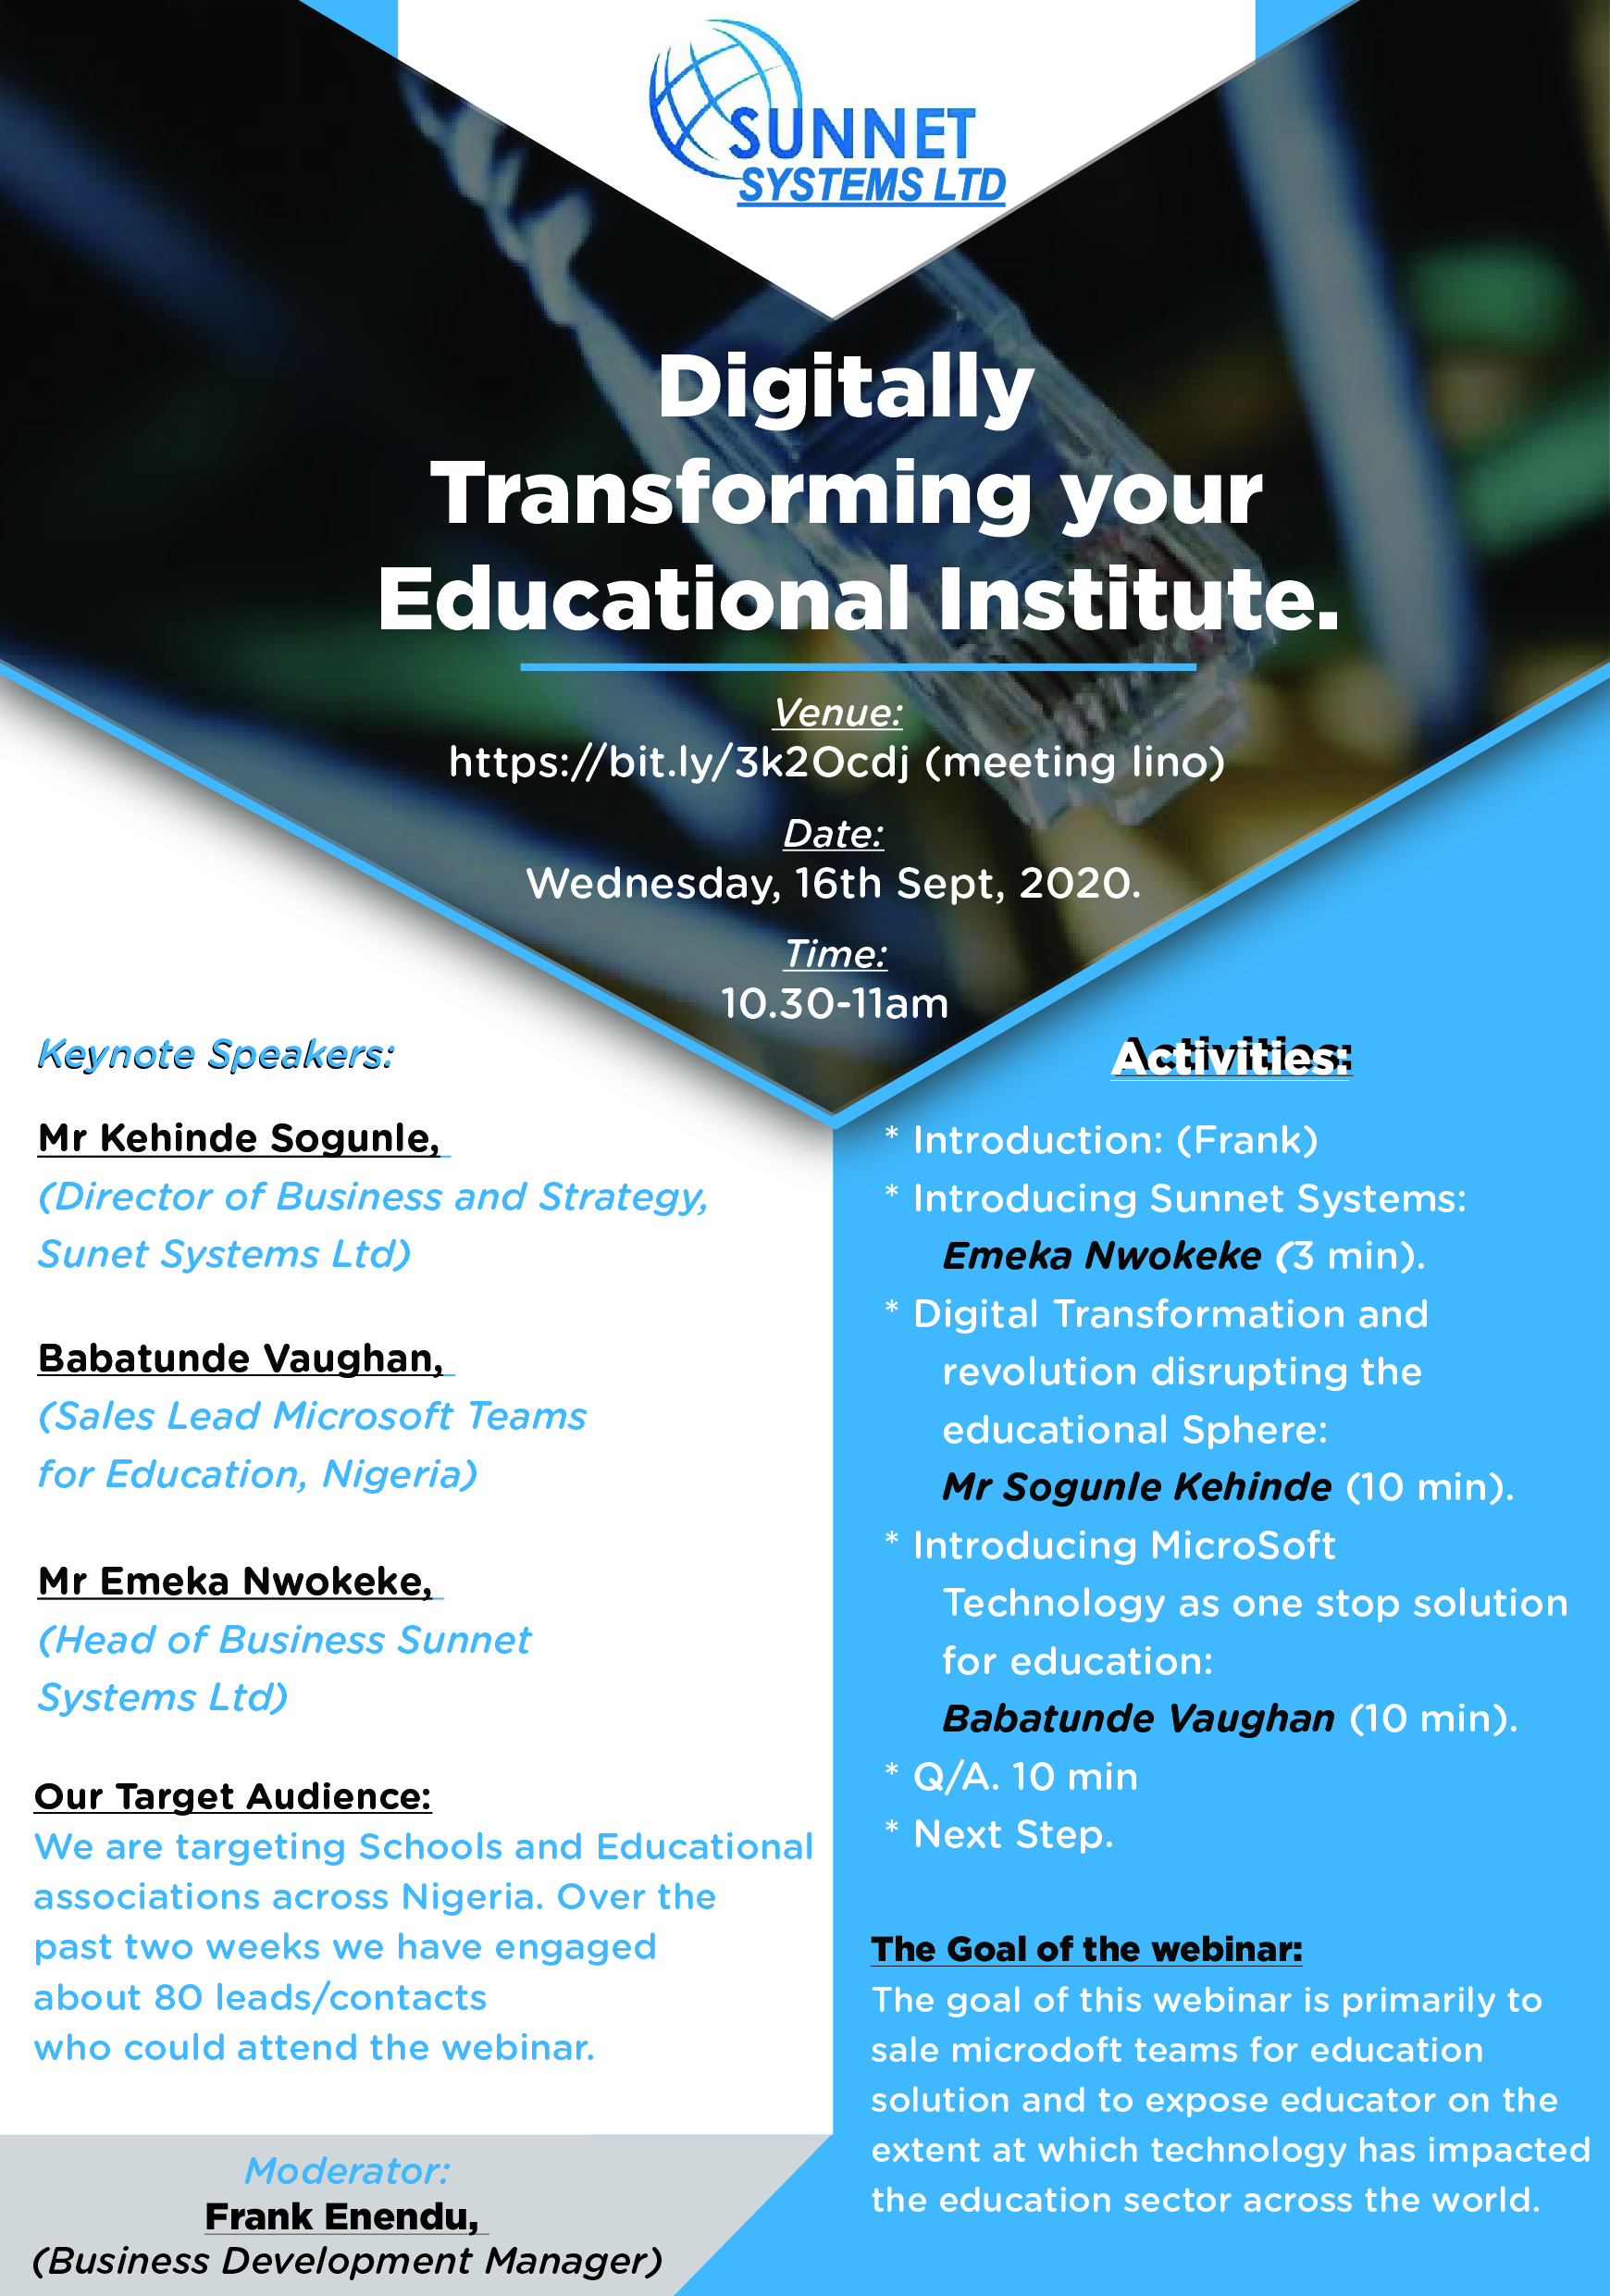 SUNNET
SYSTEMS LTD
Digitally
Transforming your
Educational Institute.
Venue:
https://bit.ly/3k2Ocdj (meeting lino)
Date:
Wednesday, 16th Sept, 2020.
Time:
10.30-11am
Keynote Speakers:
Mr Kehinde Sogunle,
(Director of Business and Strategy,
Sunet Systems Ltd)
Babatunde Vaughan,
(Sales Lead Microsoft Teams
for Education, Nigeria)
Mr Emeka Nwokeke,
(Head of Business Sunnet
Systems Ltd)
Our Target Audience:
We are targeting Schools and Educational
associations across Nigeria. Over the
past two weeks we have engaged
about 80 leads/contacts
who could attend the webinar.
Moderator:
Frank Enendu,
(Business Development Manager)
Activities:
* Introduction: (Frank)
* Introducing Sunnet Systems:
Emeka Nwokeke (3 min).
* Digital Transformation and
revolution disrupting the
educational Sphere:
Mr Sogunle Kehinde (10 min).
* Introducing MicroSoft
Technology as one stop solution
for education:
Babatunde Vaughan (10 min).
* Q/A. 10 min
* Next Step.
The Goal of the webinar:
The goal of this webinar is primarily to
sale microdoft teams for education
solution and to expose educator on the
extent at which technology has impacted
the education sector across the world.